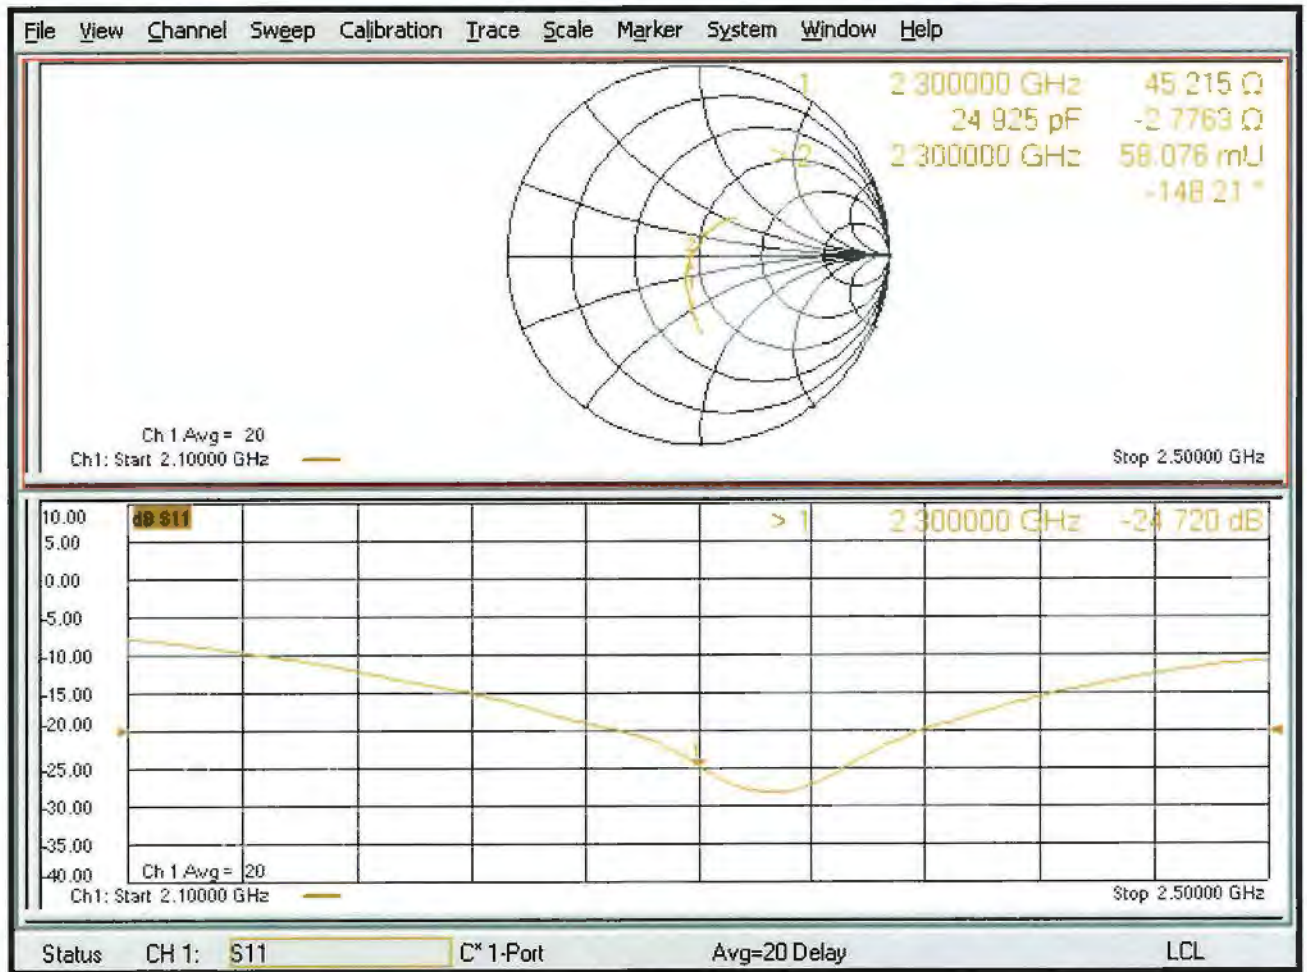 File View Channel Sweep Calibration Trace Scale Marker System Window Help
1 2.300000 GHz 45.215 Ω
24.925 pF -2.7763 Ω
> 2 2.300000 GHz 58.076 mU
-148.21 °
Ch 1 Avg = 20
Ch1: Start 2.10000 GHz
Stop 2.50000 GHz
10.00
dB S11
> 1 2.300000 GHz -24.720 dB
5.00
0.00
-5.00
-10.00
-15.00
-20.00
-25.00
-30.00
-35.00
-40.00
1
Ch 1 Avg = 20
Ch1: Start 2.10000 GHz
Stop 2.50000 GHz
Status CH 1: S11 C* 1-Port Avg=20 Delay LCL